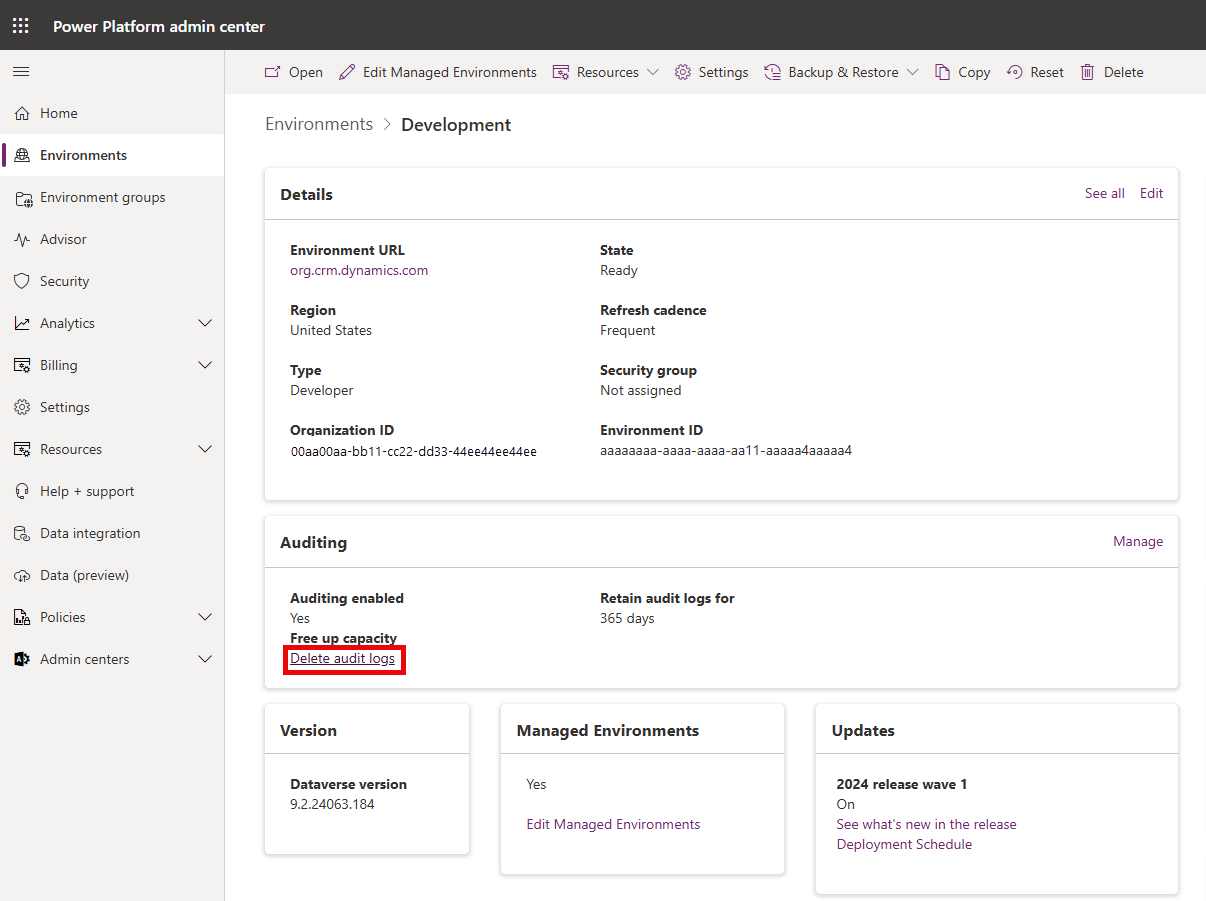 Power Platform admin center
Open
Edit Managed Environments
Resources
Settings
Backup & Restore
Copy
Reset
Delete
Home
Environments
Environment groups
Advisor
Security
Analytics
Billing
Settings
Resources
Help + support
Data integration
Data (preview)
Policies
Admin centers
Environments > Development
Details
See all
Edit
Environment URL
org.crm.dynamics.com
State
Ready
Region
United States
Refresh cadence
Frequent
Type
Developer
Security group
Not assigned
Organization ID
00aa00aa-bb11-cc22-dd33-44ee44ee44ee
Environment ID
aaaaaaaa-aaaa-aaaa-aa11-aaaaa4aaaaa4
Auditing
Manage
Auditing enabled
Yes
Retain audit logs for
365 days
Free up capacity
Delete audit logs
Version
Dataverse version
9.2.24063.184
Managed Environments
Yes
Edit Managed Environments
Updates
2024 release wave 1
On
See what's new in the release
Deployment Schedule